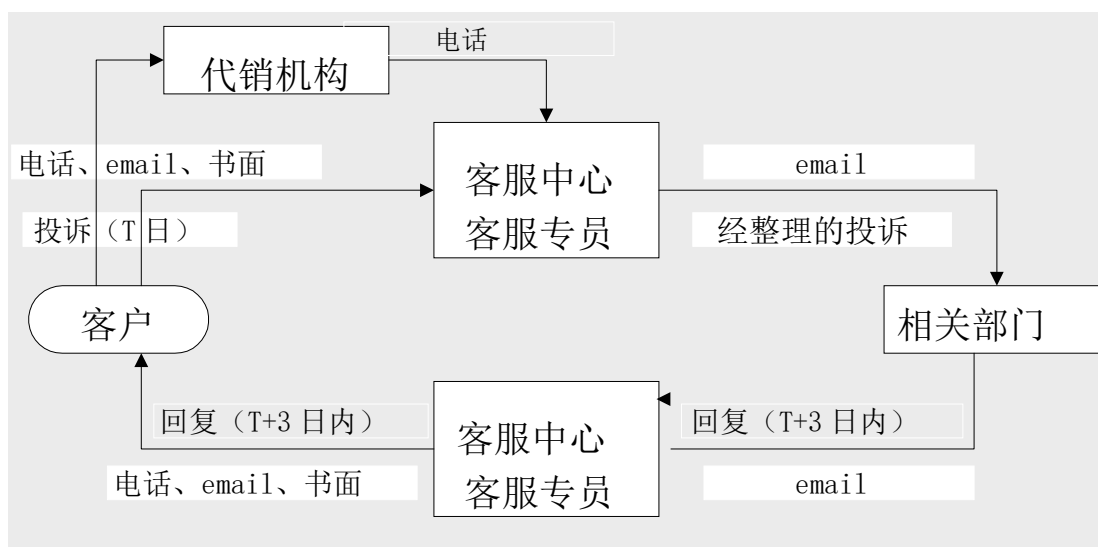 电话
代销机构
电话、email、书面
客服中心
客服专员
email
投诉（T 日）
经整理的投诉
客户
相关部门
回复（T+3 日内）
客服中心
客服专员
回复（T+3 日内）
电话、email、书面
email